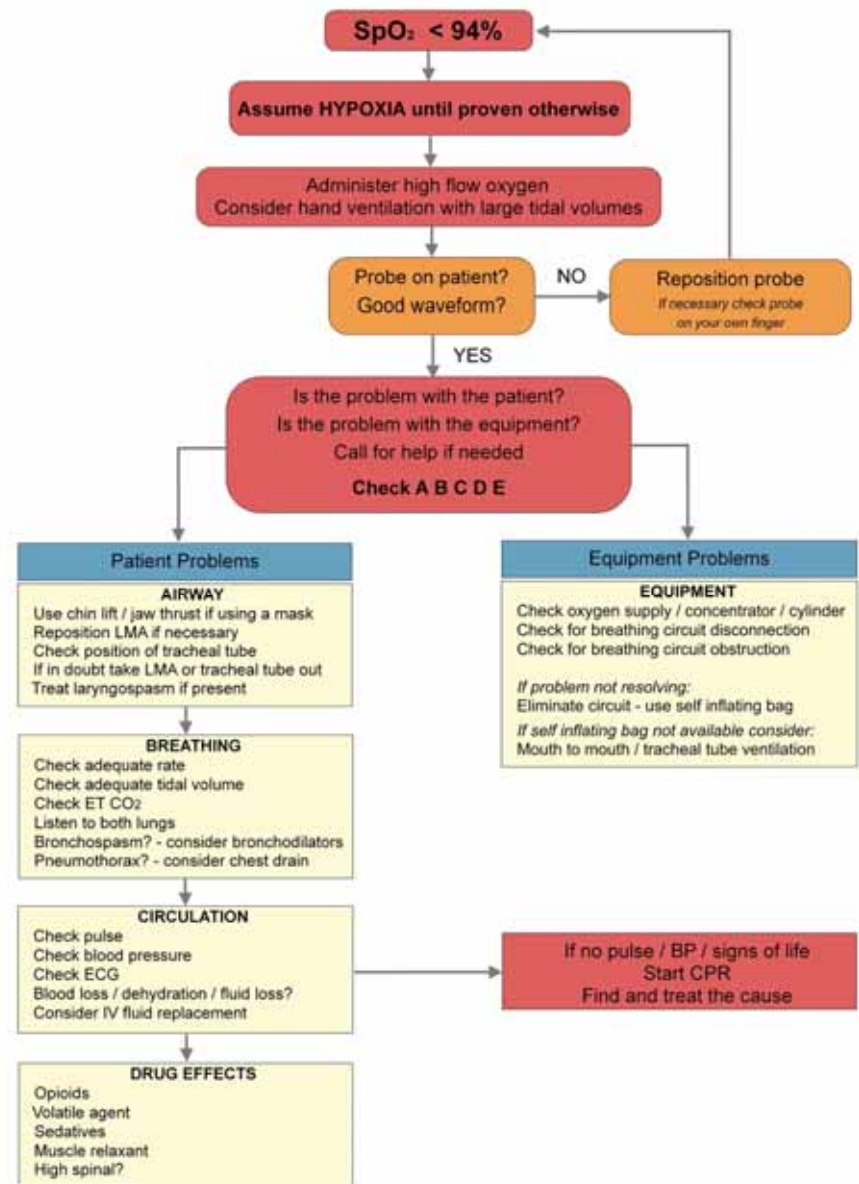 SpO₂ < 94%
Assume HYPOXIA until proven otherwise
Administer high flow oxygen
Consider hand ventilation with large tidal volumes
Probe on patient?
Good waveform?
NO
Reposition probe
If necessary check probe
on your own finger
YES
Is the problem with the patient?
Is the problem with the equipment?
Call for help if needed
Check A B C D E
Patient Problems
AIRWAY
Use chin lift / jaw thrust if using a mask
Reposition LMA if necessary
Check position of tracheal tube
If in doubt take LMA or tracheal tube out
Treat laryngospasm if present
BREATHING
Check adequate rate
Check adequate tidal volume
Check ET CO2
Listen to both lungs
Bronchospasm? - consider bronchodilators
Pneumothorax? - consider chest drain
CIRCULATION
Check pulse
Check blood pressure
Check ECG
Blood loss / dehydration / fluid loss?
Consider IV fluid replacement
DRUG EFFECTS
Opioids
Volatile agent
Sedatives
Muscle relaxant
High spinal?
Equipment Problems
EQUIPMENT
Check oxygen supply / concentrator / cylinder
Check for breathing circuit disconnection
Check for breathing circuit obstruction
If problem not resolving:
Eliminate circuit - use self inflating bag
If self inflating bag not available consider:
Mouth to mouth / tracheal tube ventilation
If no pulse / BP / signs of life
Start CPR
Find and treat the cause